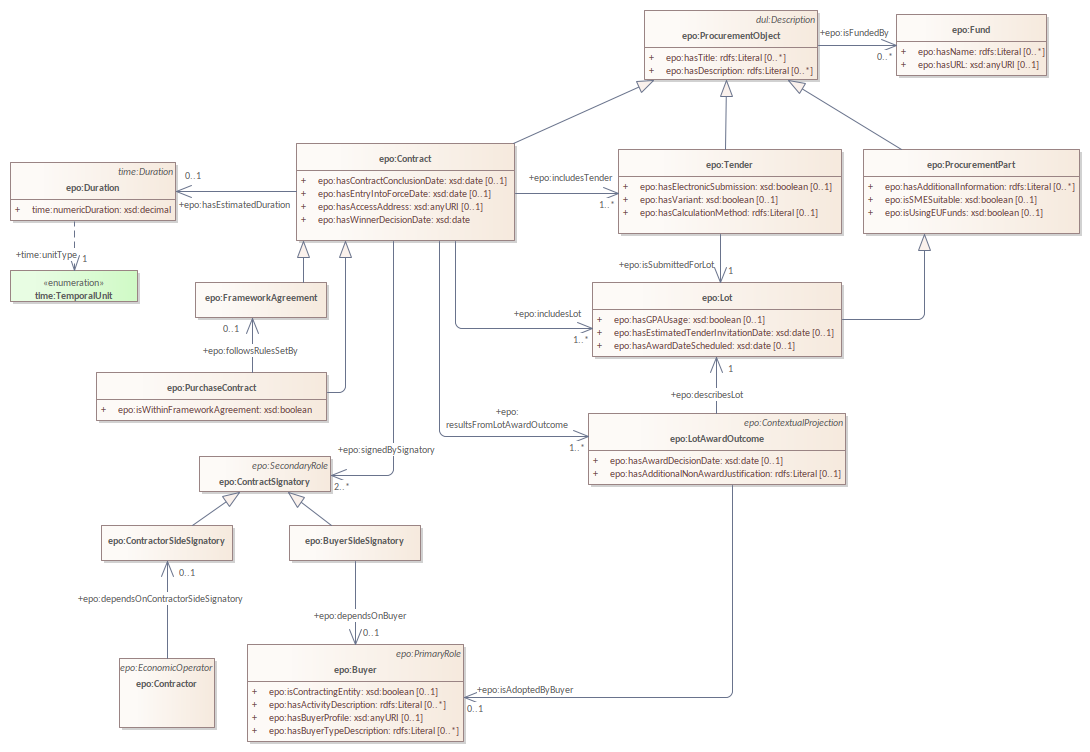 dul:Description
epo:ProcurementObject
+ epo:hasTitle: rdfs:Literal [0..*]
+ epo:hasDescription: rdfs:Literal [0..*]
+epo:isFundedBy
0..*
epo:Fund
+ epo:hasName: rdfs:Literal [0..*]
+ epo:hasURL: xsd:anyURI [0..1]
time:Duration
epo:Duration
+ time:numericDuration: xsd:decimal
0..1
+epo:hasEstimatedDuration
epo:Contract
+ epo:hasContractConclusionDate: xsd:date [0..1]
+ epo:hasEntryIntoForceDate: xsd:date [0..1]
+ epo:hasAccessAddress: xsd:anyURI [0..1]
+ epo:hasWinnerDecisionDate: xsd:date
+epo:includesTender
1..*
epo:Tender
+ epo:hasElectronicSubmission: xsd:boolean [0..1]
+ epo:hasVariant: xsd:boolean [0..1]
+ epo:hasCalculationMethod: rdfs:Literal [0..1]
epo:ProcurementPart
+ epo:hasAdditionalInformation: rdfs:Literal [0..*]
+ epo:isSMESuitable: xsd:boolean [0..1]
+ epo:isUsingEUFunds: xsd:boolean [0..1]
+time:unitType
1
«enumeration»
time:TemporalUnit
+epo:isSubmittedForLot
1
epo:FrameworkAgreement
0..1
+epo:followsRulesSetBy
epo:PurchaseContract
+ epo:isWithinFrameworkAgreement: xsd:boolean
+epo:includesLot
1..*
epo:Lot
+ epo:hasGPAUsage: xsd:boolean [0..1]
+ epo:hasEstimatedTenderInvitationDate: xsd:date [0..1]
+ epo:hasAwardDateScheduled: xsd:date [0..1]
1
+epo:describesLot
+epo:
resultsFromLotAwardOutcome
1..*
epo:ContextualProjection
epo:LotAwardOutcome
+ epo:hasAwardDecisionDate: xsd:date [0..1]
+ epo:hasAdditionalNonAwardJustification: rdfs:Literal [0..1]
+epo:signedBySignatory
2..*
epo:SecondaryRole
epo:ContractSignatory
epo:ContractorSideSignatory
epo:BuyerSideSignatory
0..1
+epo:dependsOnContractorSideSignatory
+epo:dependsOnBuyer
0..1
epo:EconomicOperator
epo:Contractor
epo:PrimaryRole
epo:Buyer
+ epo:isContractingEntity: xsd:boolean [0..1]
+ epo:hasActivityDescription: rdfs:Literal [0..*]
+ epo:hasBuyerProfile: xsd:anyURI [0..1]
+ epo:hasBuyerTypeDescription: rdfs:Literal [0..*]
+epo:isAdoptedByBuyer
0..1